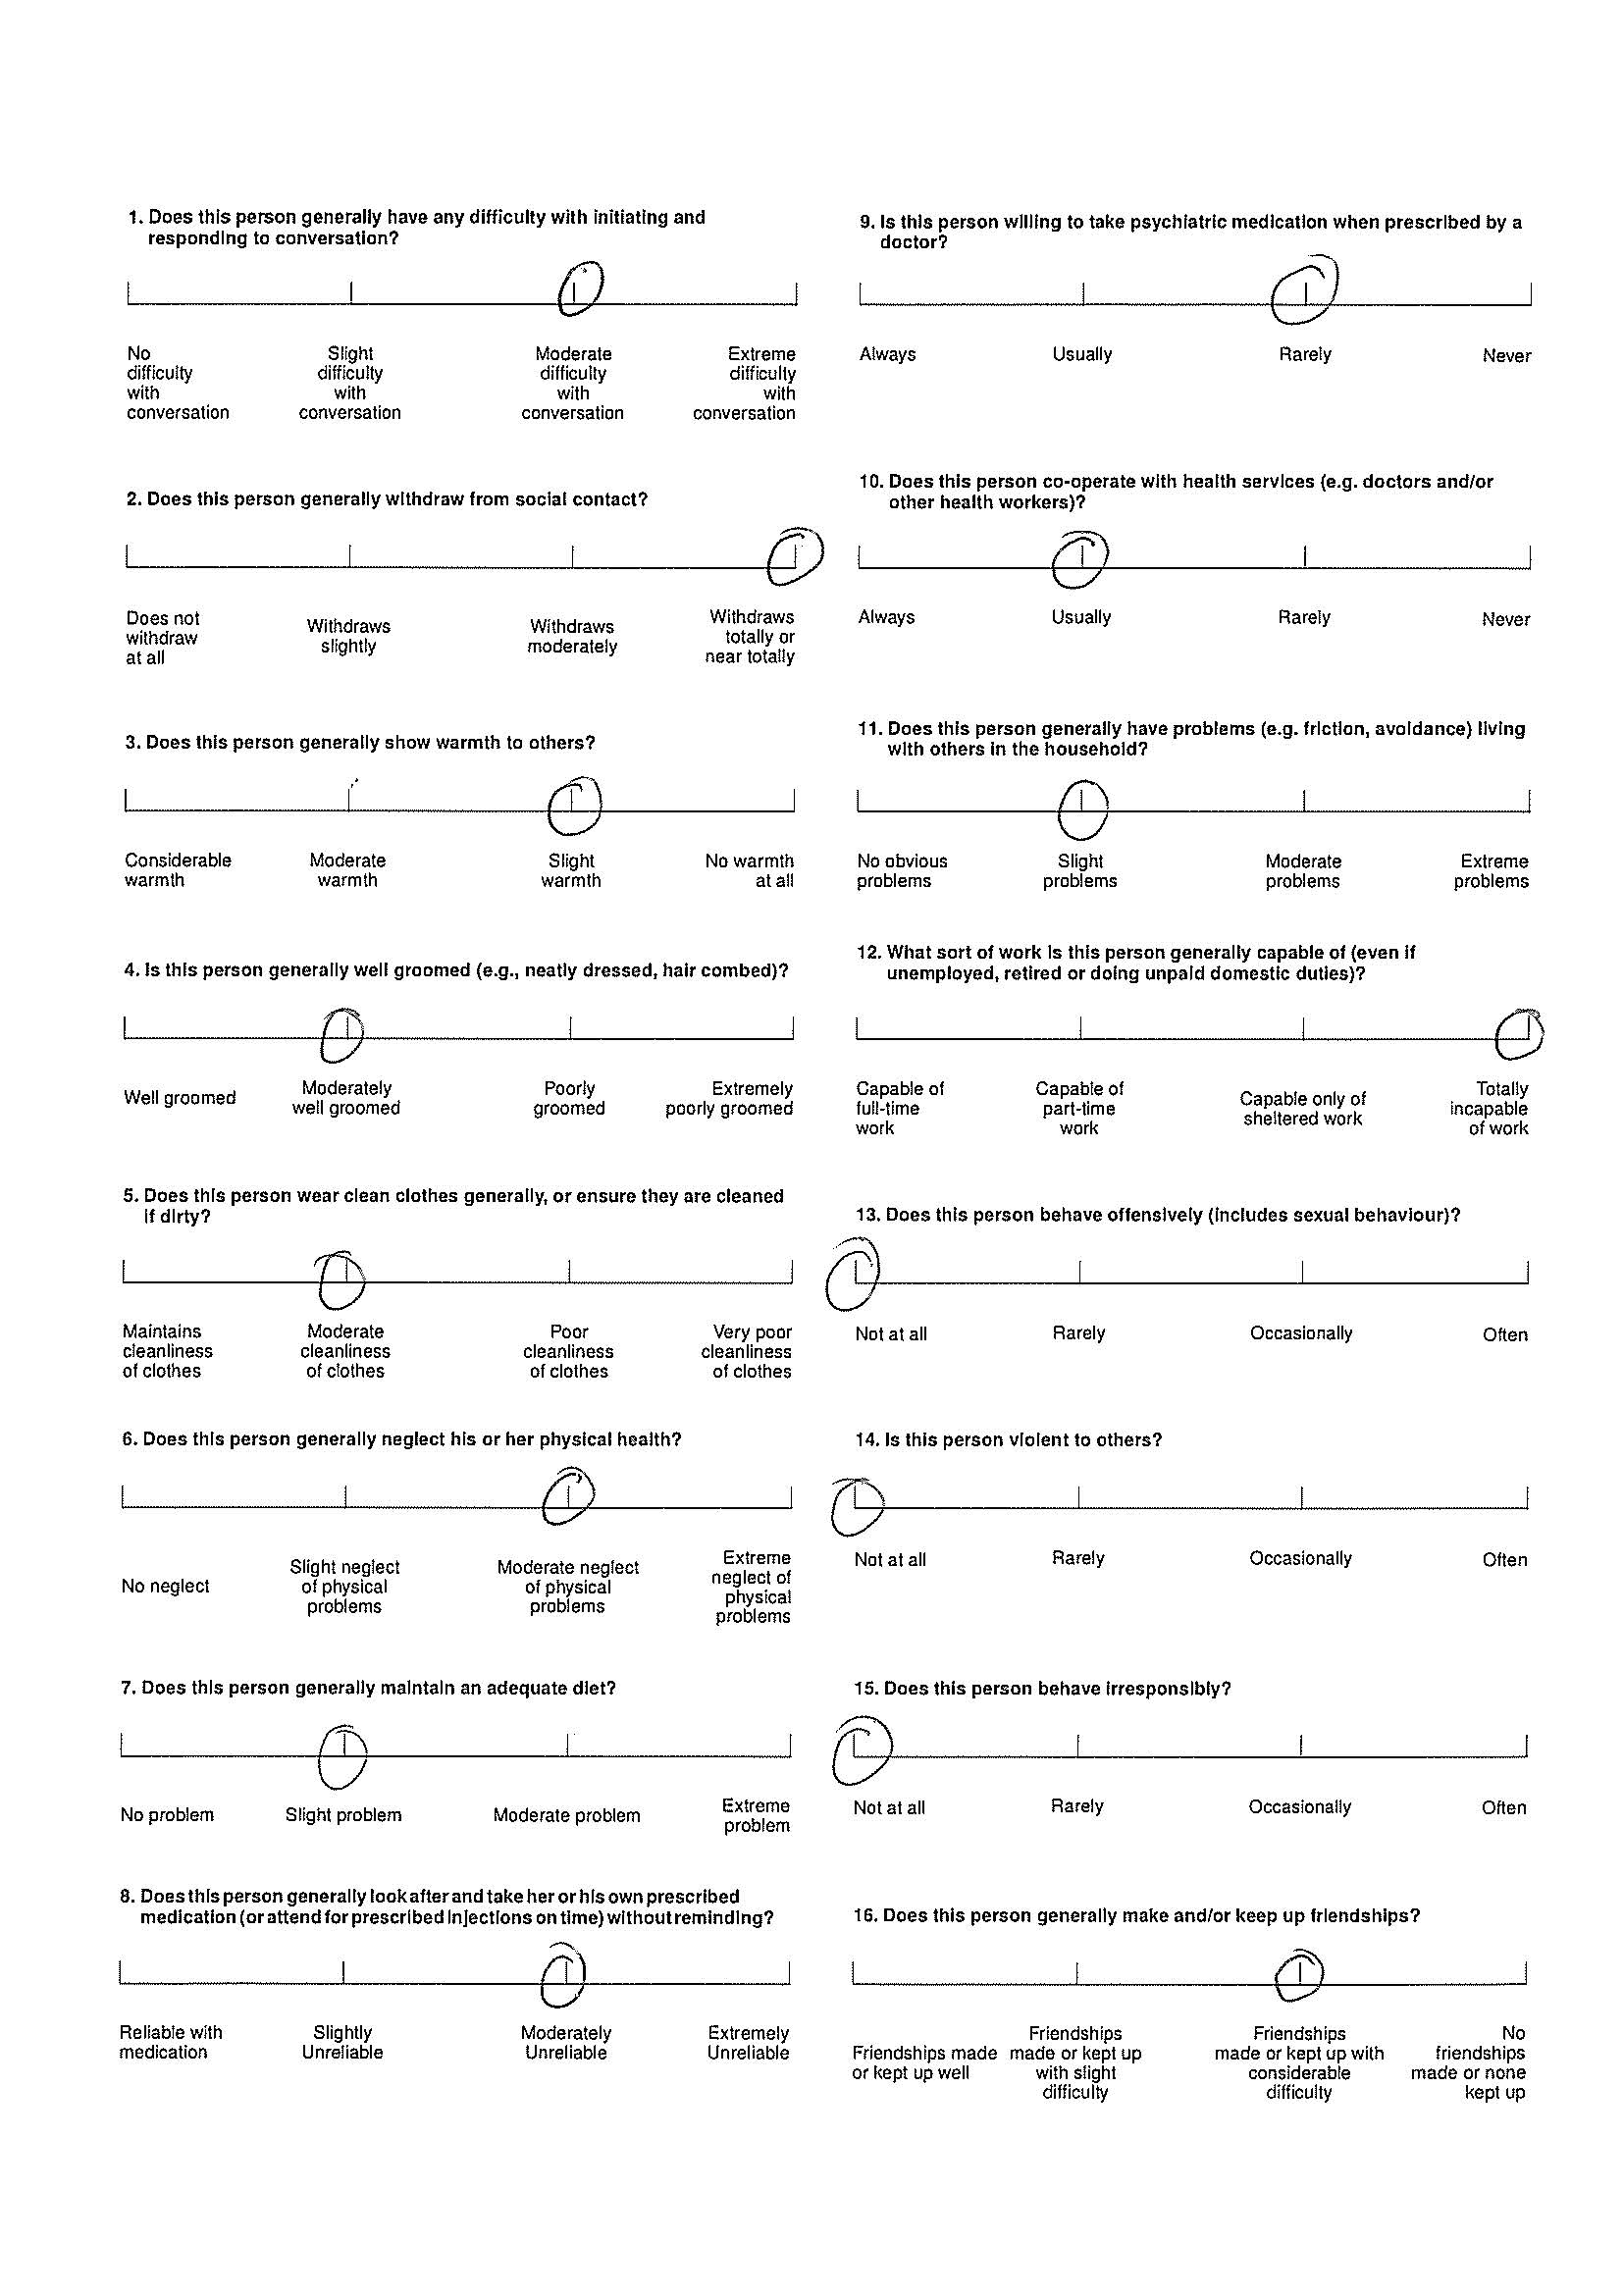 1. Does this person generally have any difficulty with initiating and
responding to conversation?
No difficulty with conversation
Slight difficulty with conversation
Moderate difficulty with conversation
Extreme difficulty with conversation
2. Does this person generally withdraw from social contact?
Does not withdraw at all
Withdraws slightly
Withdraws moderately
Withdraws totally or near totally
3. Does this person generally show warmth to others?
Considerable warmth
Moderate warmth
Slight warmth
No warmth at all
4. Is this person generally well groomed (e.g., neatly dressed, hair combed)?
Well groomed
Moderately well groomed
Poorly groomed
Extremely poorly groomed
5. Does this person wear clean clothes generally, or ensure they are cleaned
if dirty?
Maintains cleanliness of clothes
Moderate cleanliness of clothes
Poor cleanliness of clothes
Very poor cleanliness of clothes
6. Does this person generally neglect his or her physical health?
No neglect
Slight neglect of physical problems
Moderate neglect of physical problems
Extreme neglect of physical problems
7. Does this person generally maintain an adequate diet?
No problem
Slight problem
Moderate problem
Extreme problem
8. Does this person generally look after and take her or his own prescribed
medication (or attend for prescribed injections on time) without reminding?
Reliable with medication
Slightly Unreliable
Moderately Unreliable
Extremely Unreliable
9. Is this person willing to take psychiatric medication when prescribed by a
doctor?
Always
Usually
Rarely
Never
10. Does this person co-operate with health services (e.g. doctors and/or
other health workers)?
Always
Usually
Rarely
Never
11. Does this person generally have problems (e.g. friction, avoidance) living
with others in the household?
No obvious problems
Slight problems
Moderate problems
Extreme problems
12. What sort of work is this person generally capable of (even if
unemployed, retired or doing unpaid domestic duties)?
Capable of full-time work
Capable of part-time work
Capable only of sheltered work
Totally incapable of work
13. Does this person behave offensively (includes sexual behaviour)?
Not at all
Rarely
Occasionally
Often
14. Is this person violent to others?
Not at all
Rarely
Occasionally
Often
15. Does this person behave irresponsibly?
Not at all
Rarely
Occasionally
Often
16. Does this person generally make and/or keep up friendships?
Friendships made or kept up well
Friendships made or kept up with slight difficulty
Friendships made or kept up with considerable difficulty
No friendships made or none kept up